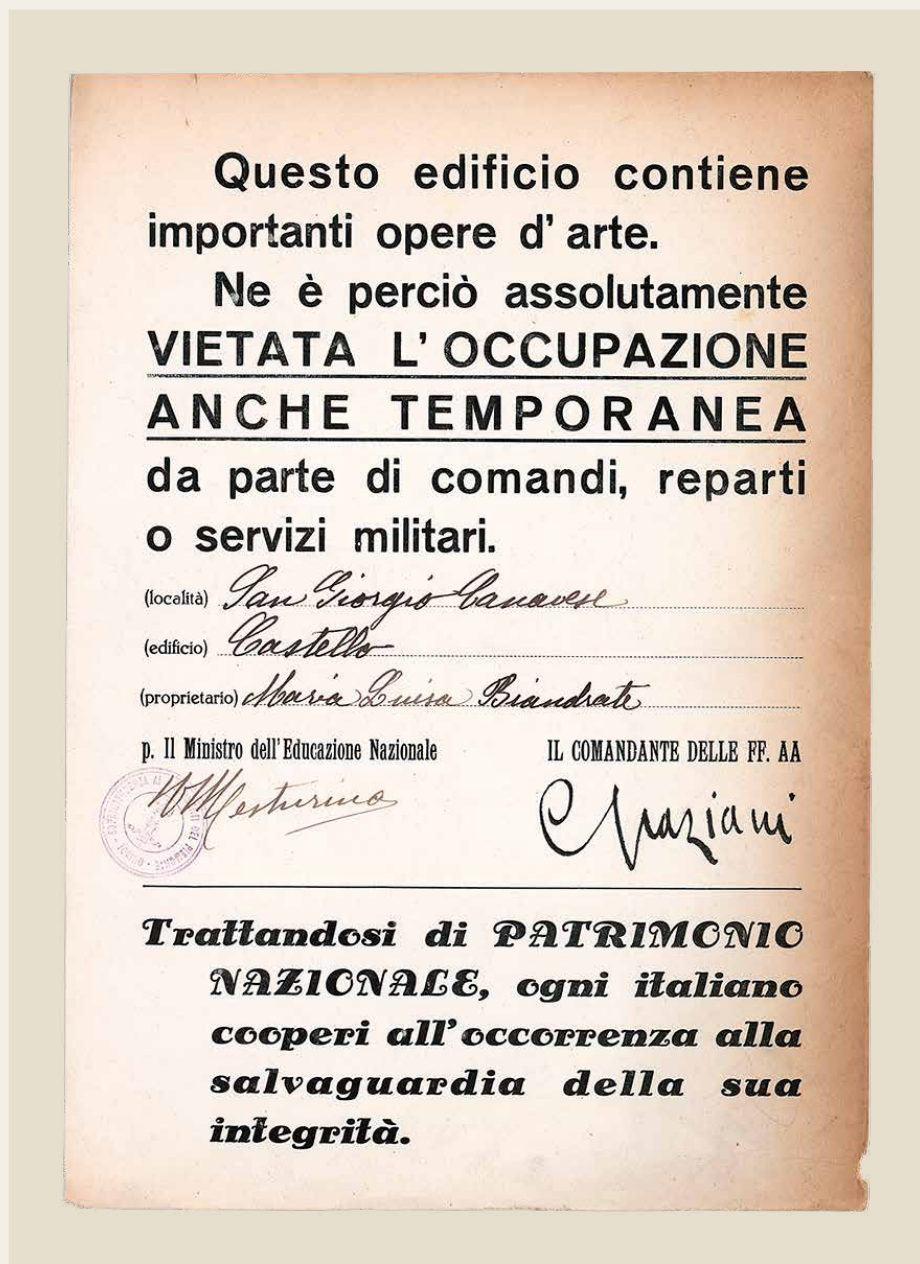 Questo edificio contiene
importanti opere d' arte.
Ne è perciò assolutamente
VIETATA L' OCCUPAZIONE
ANCHE TEMPORANEA
da parte di comandi, reparti
o servizi militari.
(località) San Giorgio Canavese
(edificio) Castello
(proprietario) Maria Luisa Biandrate
p. Il Ministro dell'Educazione Nazionale
IL COMANDANTE DELLE FF. AA
Mesturino
Graziani
Trattandosi di PATRIMONIO
NAZIONALE, ogni italiano
cooperi all'occorrenza alla
salvaguardia della sua
integrità.